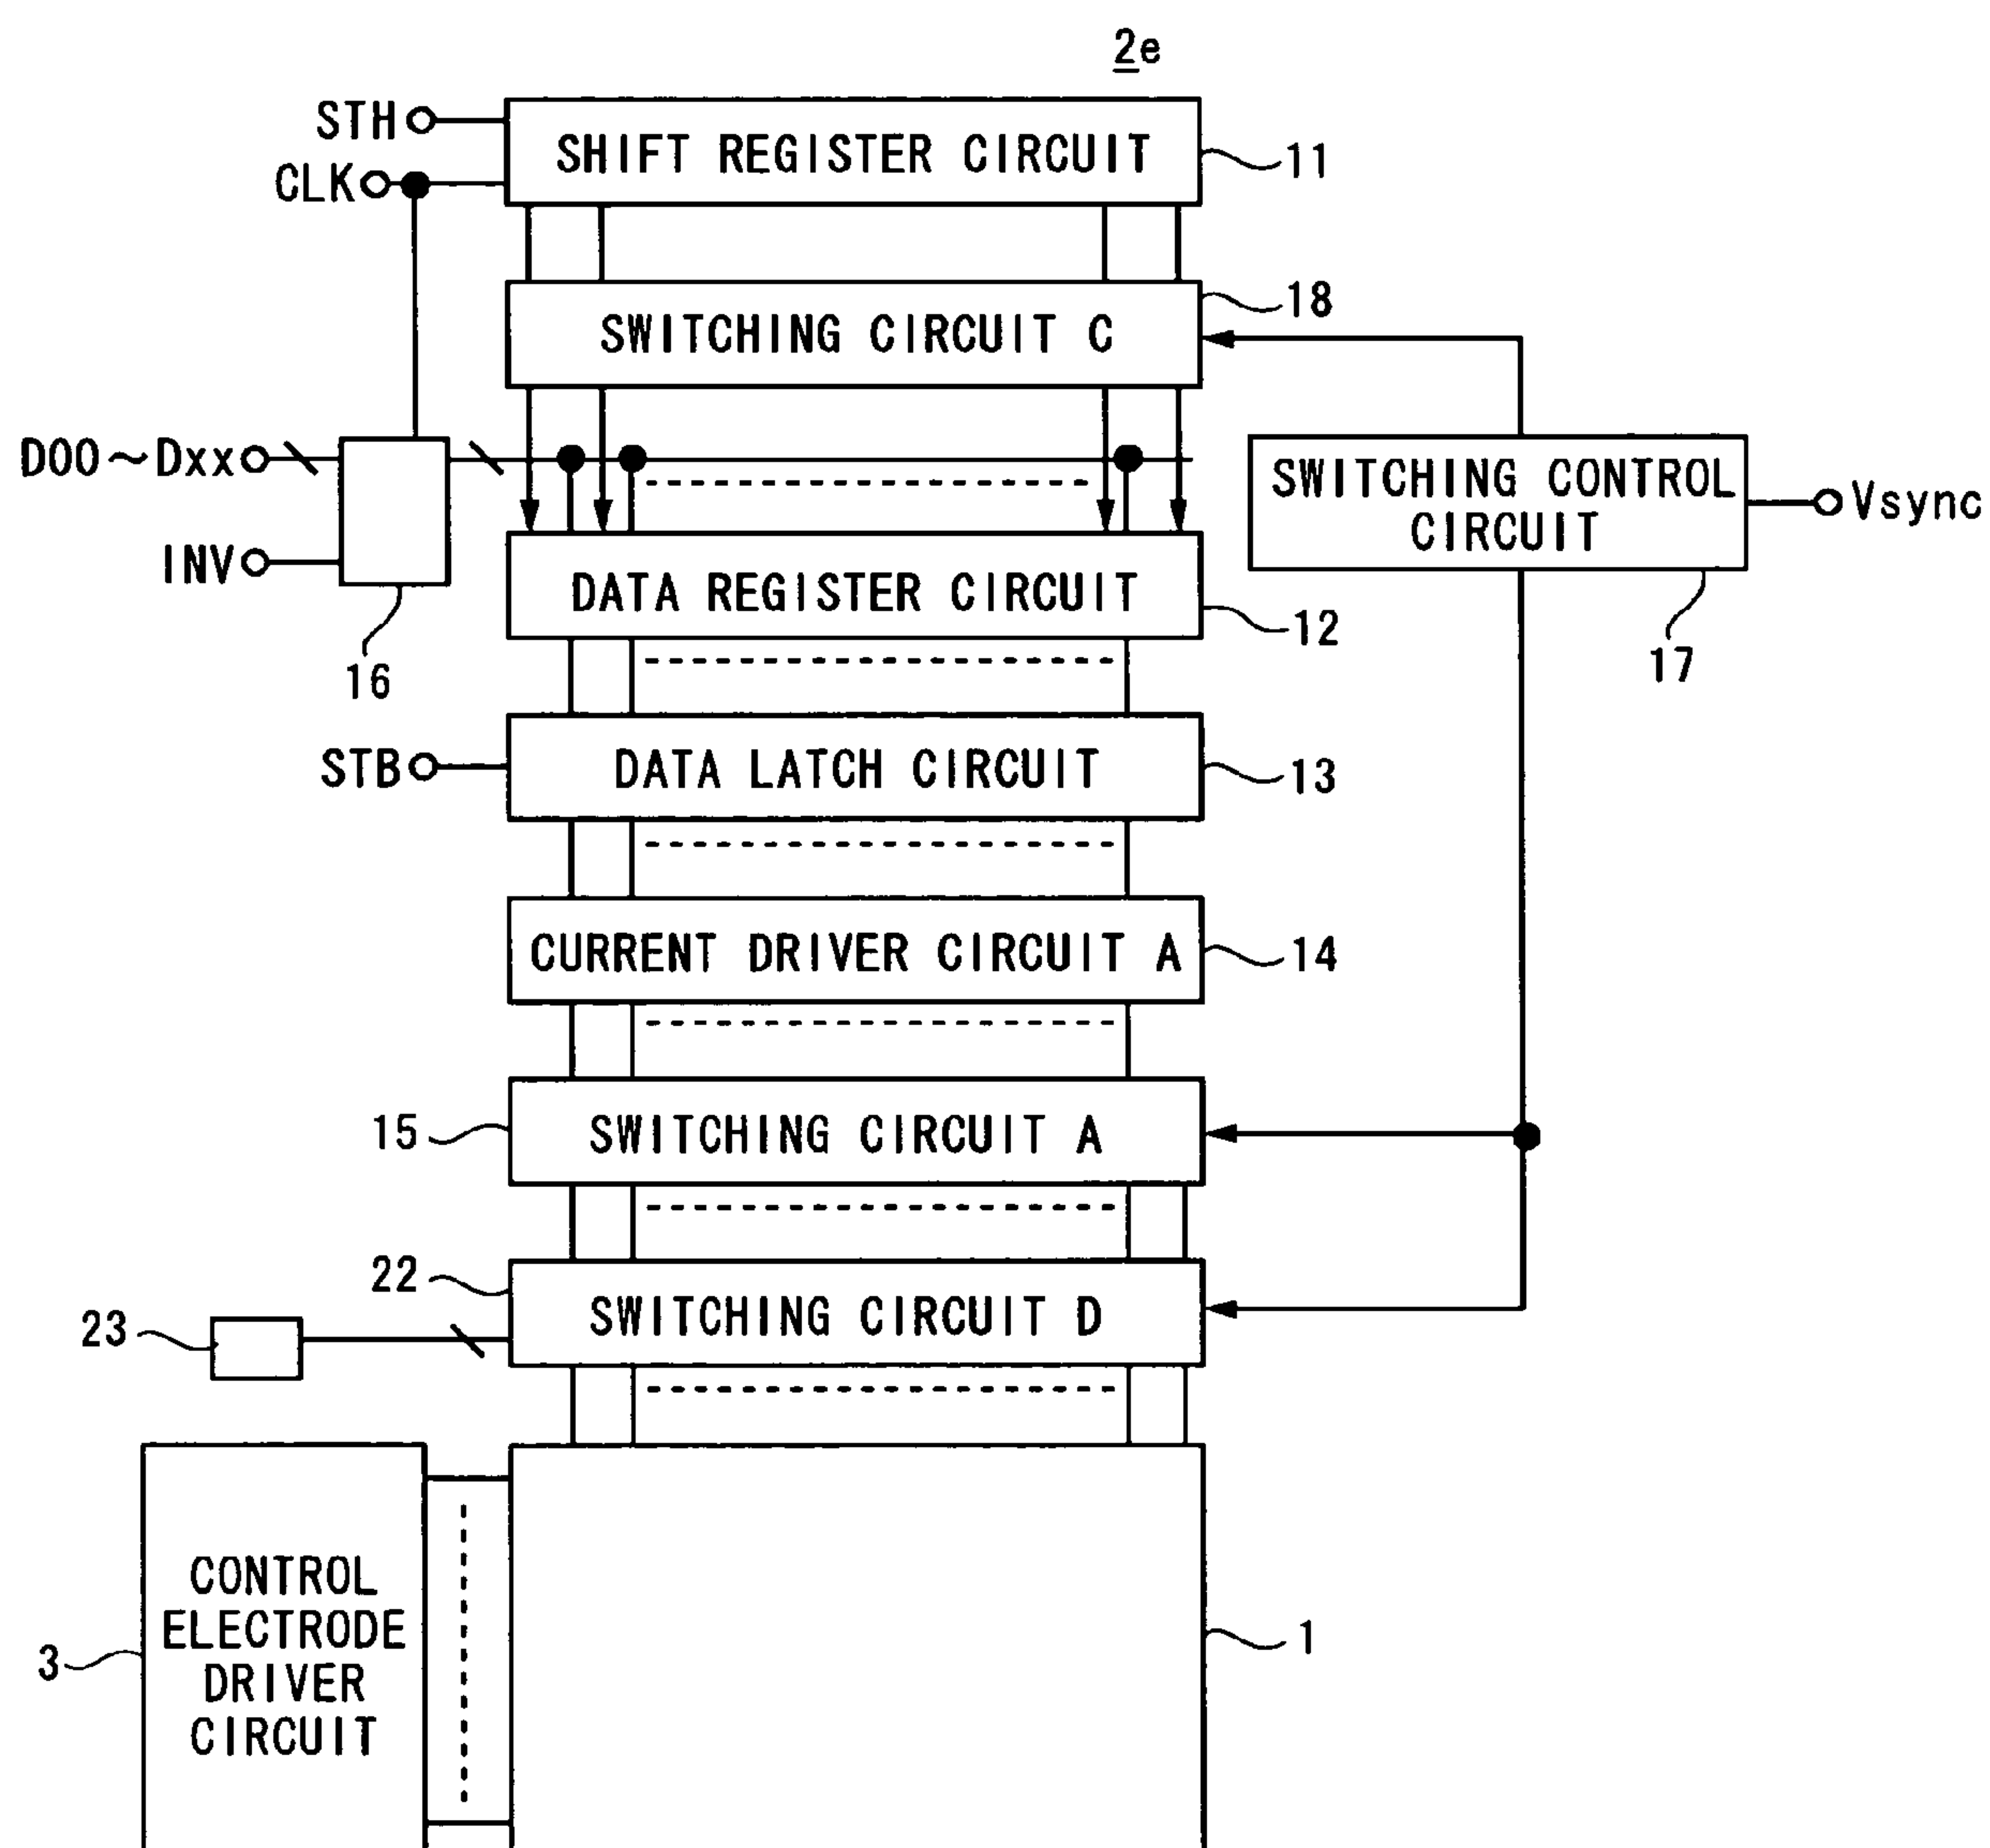 2e
STH
SHIFT REGISTER CIRCUIT
11
CLK
18
SWITCHING CIRCUIT C
D00~Dxx
SWITCHING CONTROL
CIRCUIT
Vsync
INV
DATA REGISTER CIRCUIT
12
16
17
STB
DATA LATCH CIRCUIT
13
CURRENT DRIVER CIRCUIT A
14
15
SWITCHING CIRCUIT A
22
23
SWITCHING CIRCUIT D
CONTROL
ELECTRODE
DRIVER
CIRCUIT
3
1